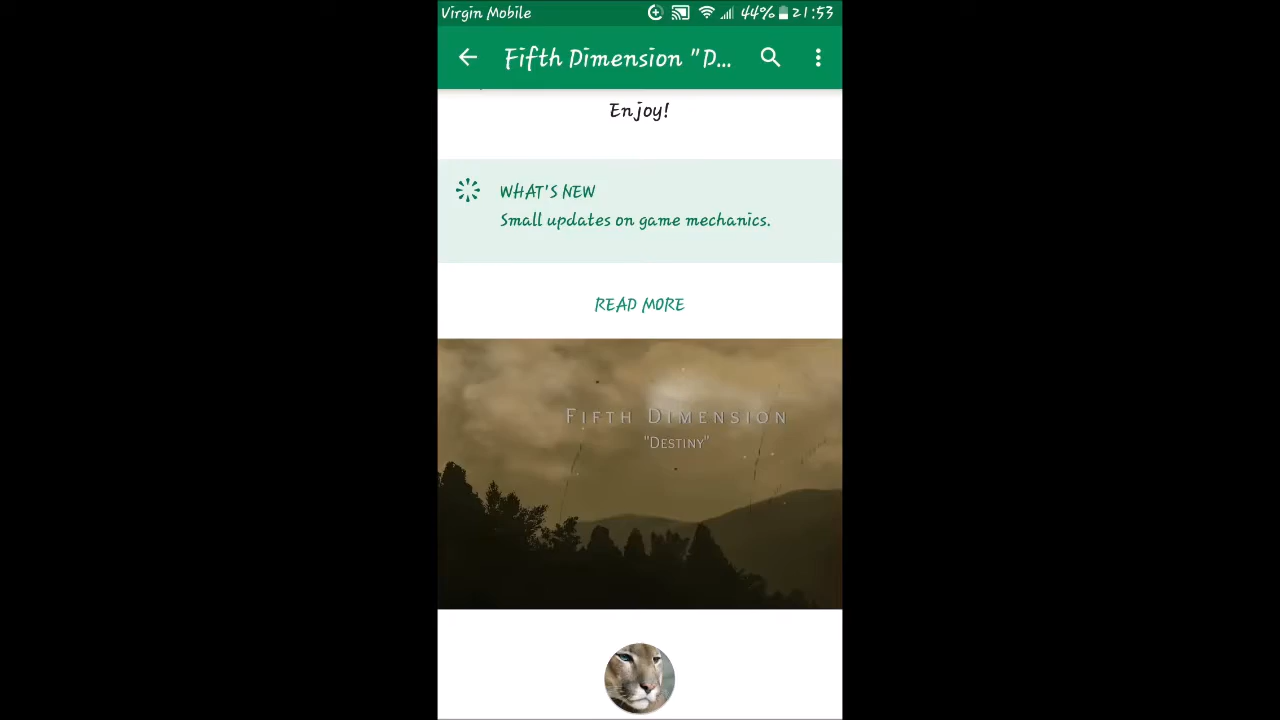 Virgin Mobile 44% 21:53
Fifth Dimension "D...
Enjoy!
WHAT'S NEW
Small updates on game mechanics.
READ MORE
FIFTH DIMENSION
"DESTINY"